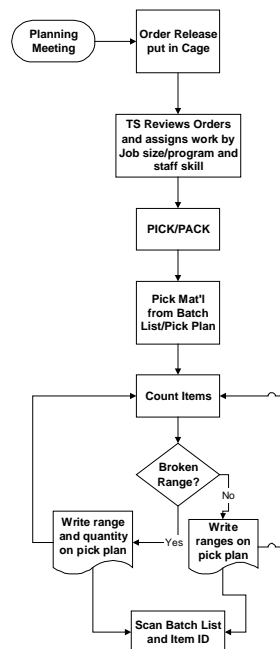 Planning
Meeting
Order Release
put in Cage
TS Reviews Orders
and assigns work by
Job size/program and
staff skill
PICK/PACK
Pick Mat'l
from Batch
List/Pick Plan
Count Items
Broken
Range?
No
Yes
Write range
and quantity
on pick plan
Write
ranges on
pick plan
Scan Batch List
and Item ID